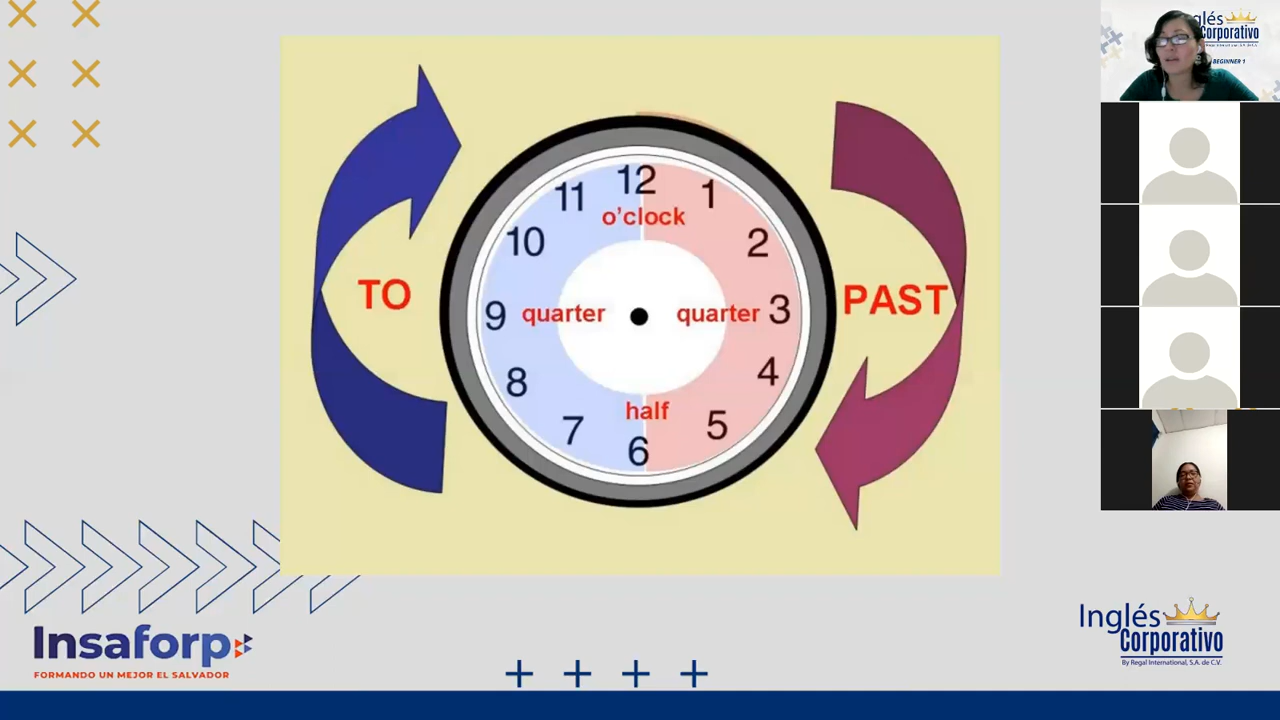 12
11
1
o'clock
10
2
TO
9
quarter
quarter
3
PAST
8
4
half
7
5
6
Insaforp
FORMANDO UN MEJOR EL SALVADOR
Inglés
Corporativo
By Regal International, S.A. de C.V.
glés
Corporativo
BEGINNER 1